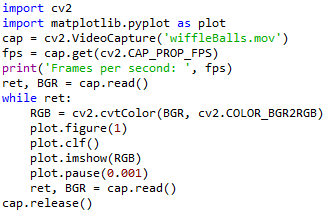 import cv2
import matplotlib.pyplot as plot
cap = cv2.VideoCapture('wiffleBalls.mov')
fps = cap.get(cv2.CAP_PROP_FPS)
print('Frames per second: ', fps)
ret, BGR = cap.read()
while ret:
    RGB = cv2.cvtColor(BGR, cv2.COLOR_BGR2RGB)
    plot.figure(1)
    plot.clf()
    plot.imshow(RGB)
    plot.pause(0.001)
    ret, BGR = cap.read()
cap.release()